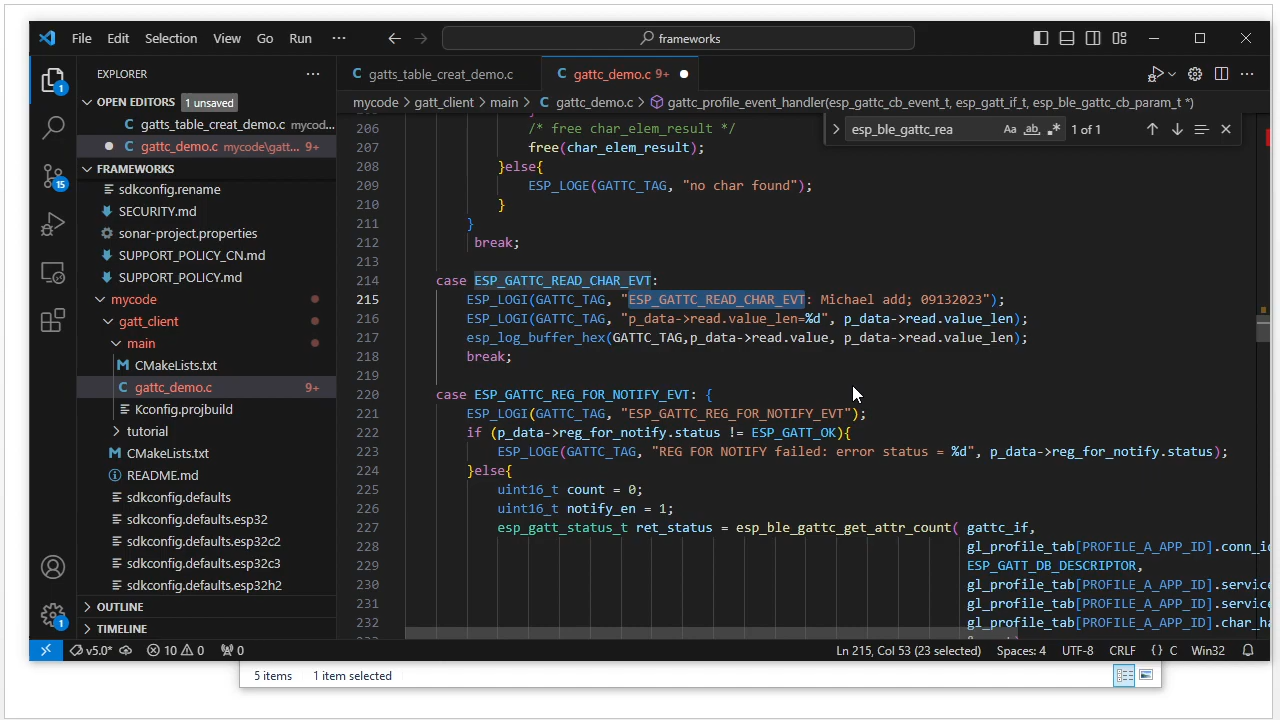 File Edit Selection View Go Run ··· frameworks
EXPLORER ···
OPEN EDITORS 1 unsaved
C gatts_table_creat_demo.c mycod...
C gattc_demo.c mycode\gatt... 9+
FRAMEWORKS
sdkconfig.rename
SECURITY.md
sonar-project.properties
SUPPORT_POLICY_CN.md
SUPPORT_POLICY.md
mycode
gatt_client
main
CMakeLists.txt
gattc_demo.c 9+
Kconfig.projbuild
tutorial
CMakeLists.txt
README.md
sdkconfig.defaults
sdkconfig.defaults.esp32
sdkconfig.defaults.esp32c2
sdkconfig.defaults.esp32c3
sdkconfig.defaults.esp32h2
OUTLINE
TIMELINE
1
15
1
C gatts_table_creat_demo.c C gattc_demo.c 9+
mycode > gatt_client > main > C gattc_demo.c > gattc_profile_event_handler(esp_gattc_cb_event_t, esp_gatt_if_t, esp_ble_gattc_cb_param_t *)
esp_ble_gattc_rea Aa ab .* 1 of 1
206 /* free char_elem_result */
207 free(char_elem_result);
208 }else{
209 ESP_LOGE(GATTC_TAG, "no char found");
210 }
211 }
212 break;
213
214 case ESP_GATTC_READ_CHAR_EVT:
215 ESP_LOGI(GATTC_TAG, "ESP_GATTC_READ_CHAR_EVT: Michael add; 09132023");
216 ESP_LOGI(GATTC_TAG, "p_data->read.value_len=%d", p_data->read.value_len);
217 esp_log_buffer_hex(GATTC_TAG,p_data->read.value, p_data->read.value_len);
218 break;
219
220 case ESP_GATTC_REG_FOR_NOTIFY_EVT: {
221 ESP_LOGI(GATTC_TAG, "ESP_GATTC_REG_FOR_NOTIFY_EVT");
222 if (p_data->reg_for_notify.status != ESP_GATT_OK){
223 ESP_LOGE(GATTC_TAG, "REG FOR NOTIFY failed: error status = %d", p_data->reg_for_notify.status);
224 }else{
225 uint16_t count = 0;
226 uint16_t notify_en = 1;
227 esp_gatt_status_t ret_status = esp_ble_gattc_get_attr_count( gattc_if,
228 gl_profile_tab[PROFILE_A_APP_ID].conn_id
229 ESP_GATT_DB_DESCRIPTOR,
230 gl_profile_tab[PROFILE_A_APP_ID].service
231 gl_profile_tab[PROFILE_A_APP_ID].service
232 gl_profile_tab[PROFILE_A_APP_ID].char_ha
v5.0* 10 0 0 Ln 215, Col 53 (23 selected) Spaces: 4 UTF-8 CRLF {} C Win32
5 items 1 item selected